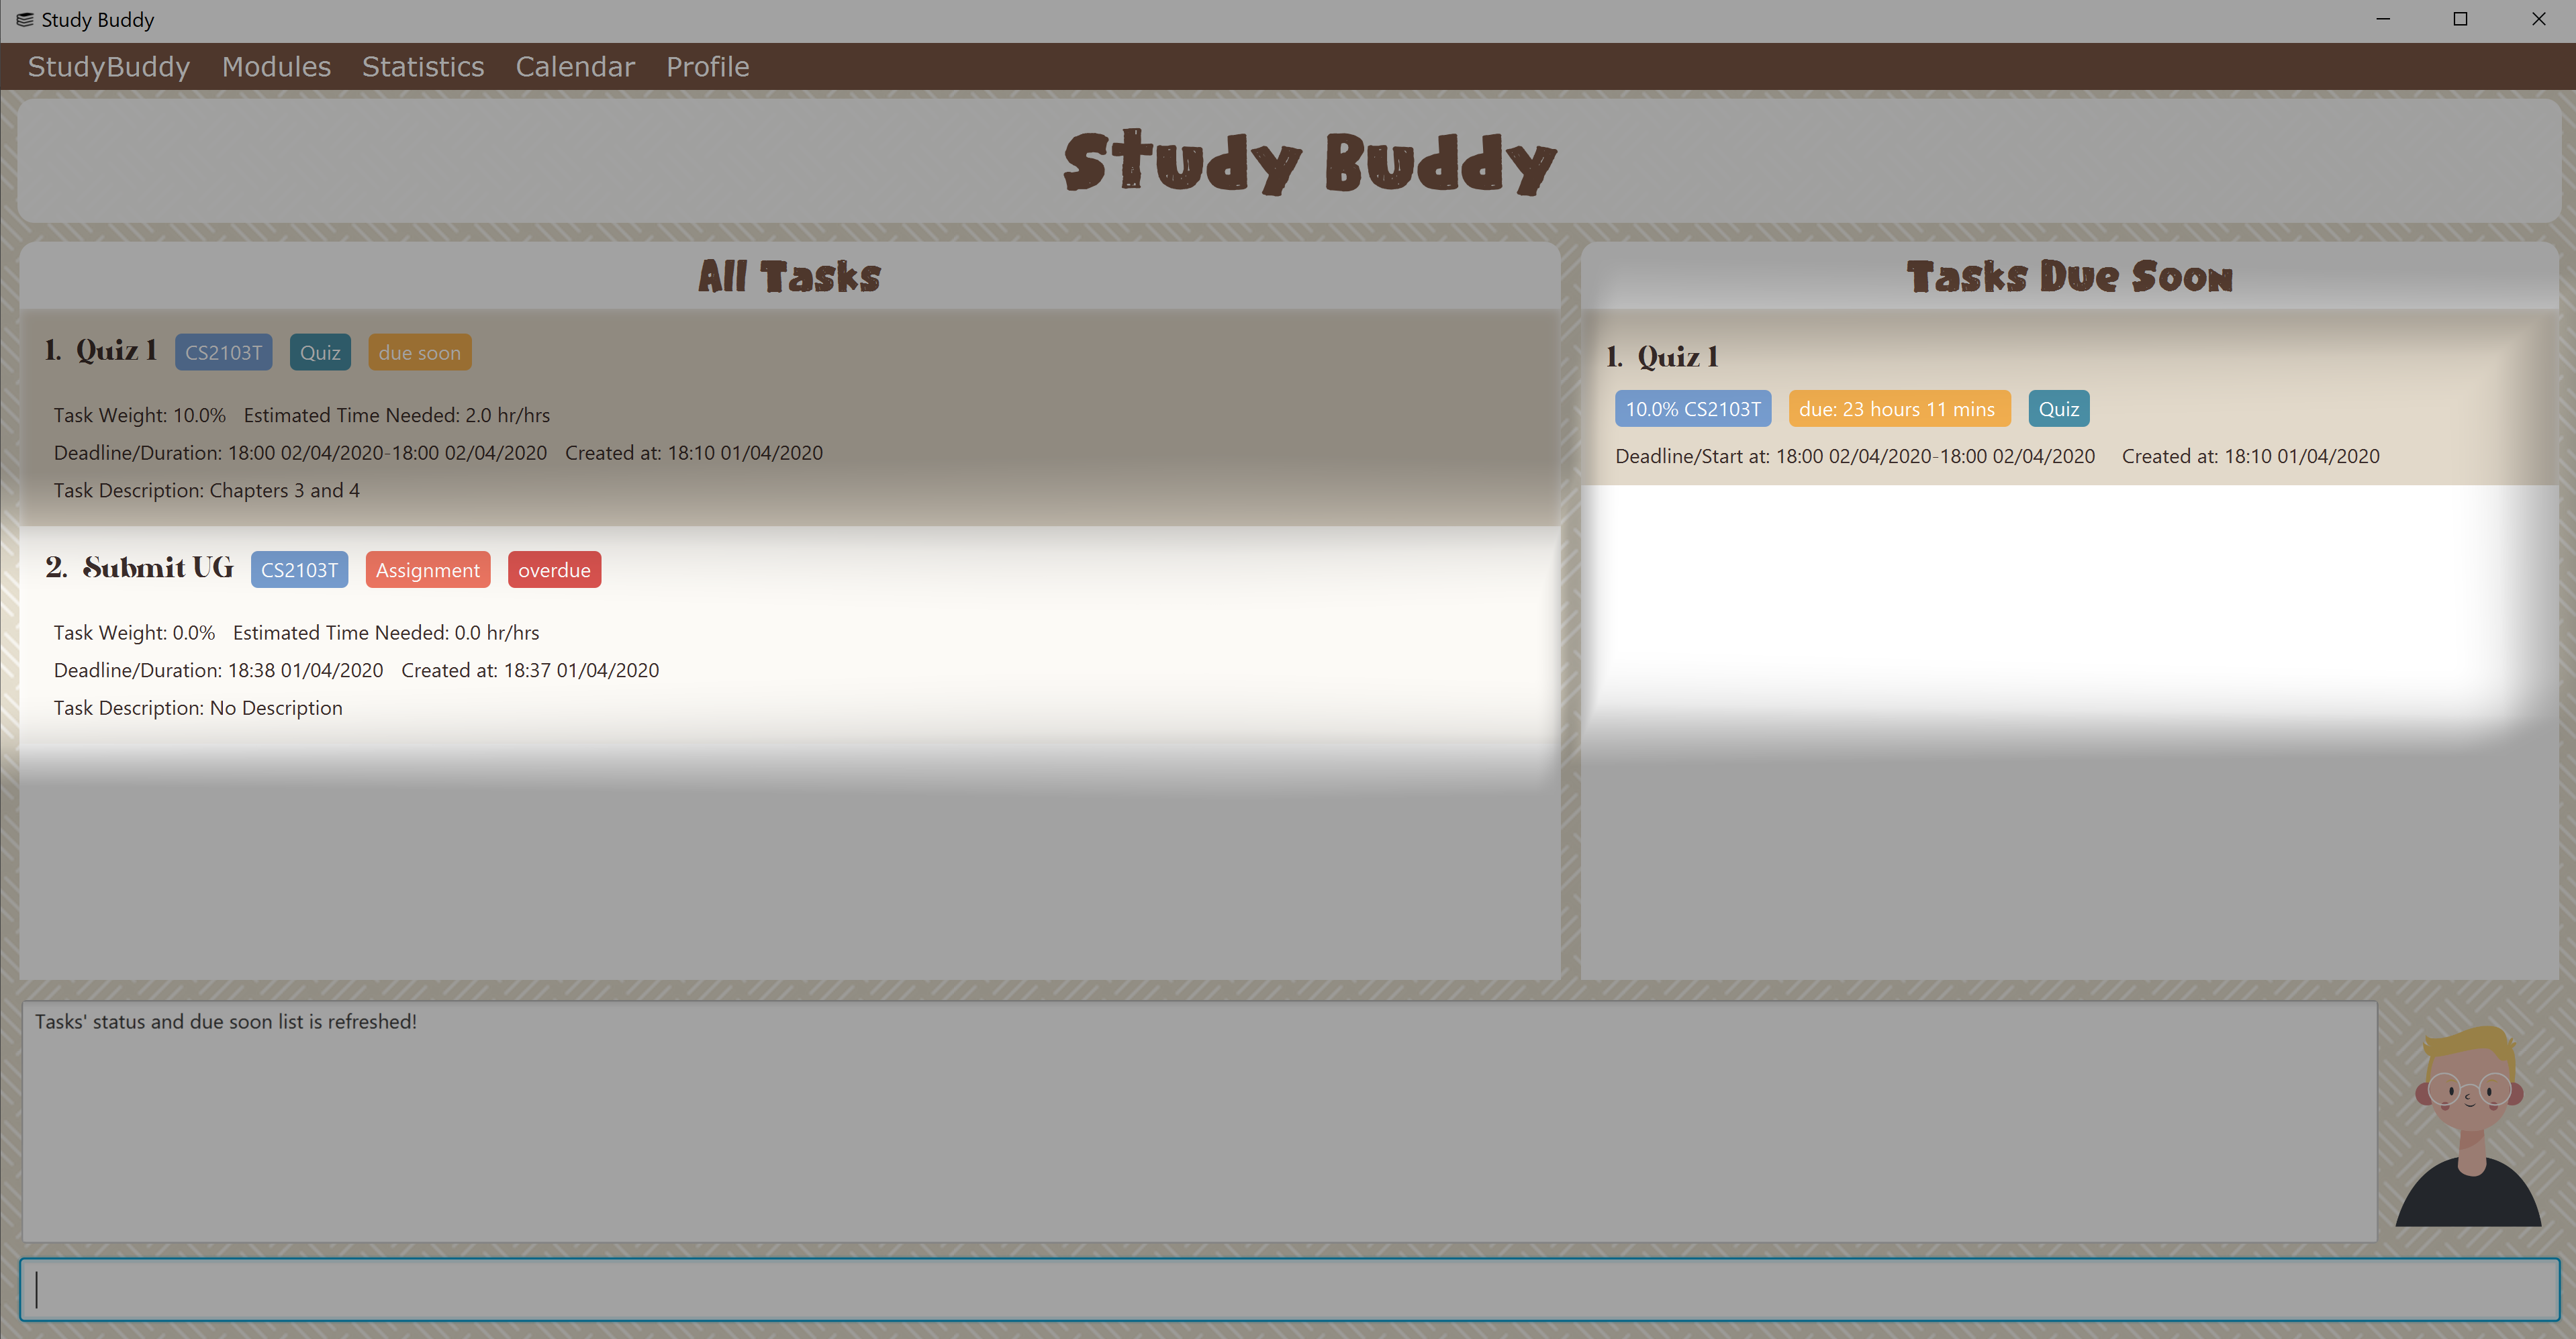 Study Buddy
StudyBuddy Modules Statistics Calendar Profile
Study Buddy
All Tasks
1. Quiz 1 CS2103T Quiz due soon
Task Weight: 10.0% Estimated Time Needed: 2.0 hr/hrs
Deadline/Duration: 18:00 02/04/2020-18:00 02/04/2020 Created at: 18:10 01/04/2020
Task Description: Chapters 3 and 4
2. Submit UG CS2103T Assignment overdue
Task Weight: 0.0% Estimated Time Needed: 0.0 hr/hrs
Deadline/Duration: 18:38 01/04/2020 Created at: 18:37 01/04/2020
Task Description: No Description
Tasks Due Soon
1. Quiz 1
10.0% CS2103T due: 23 hours 11 mins Quiz
Deadline/Start at: 18:00 02/04/2020-18:00 02/04/2020 Created at: 18:10 01/04/2020
Tasks' status and due soon list is refreshed!